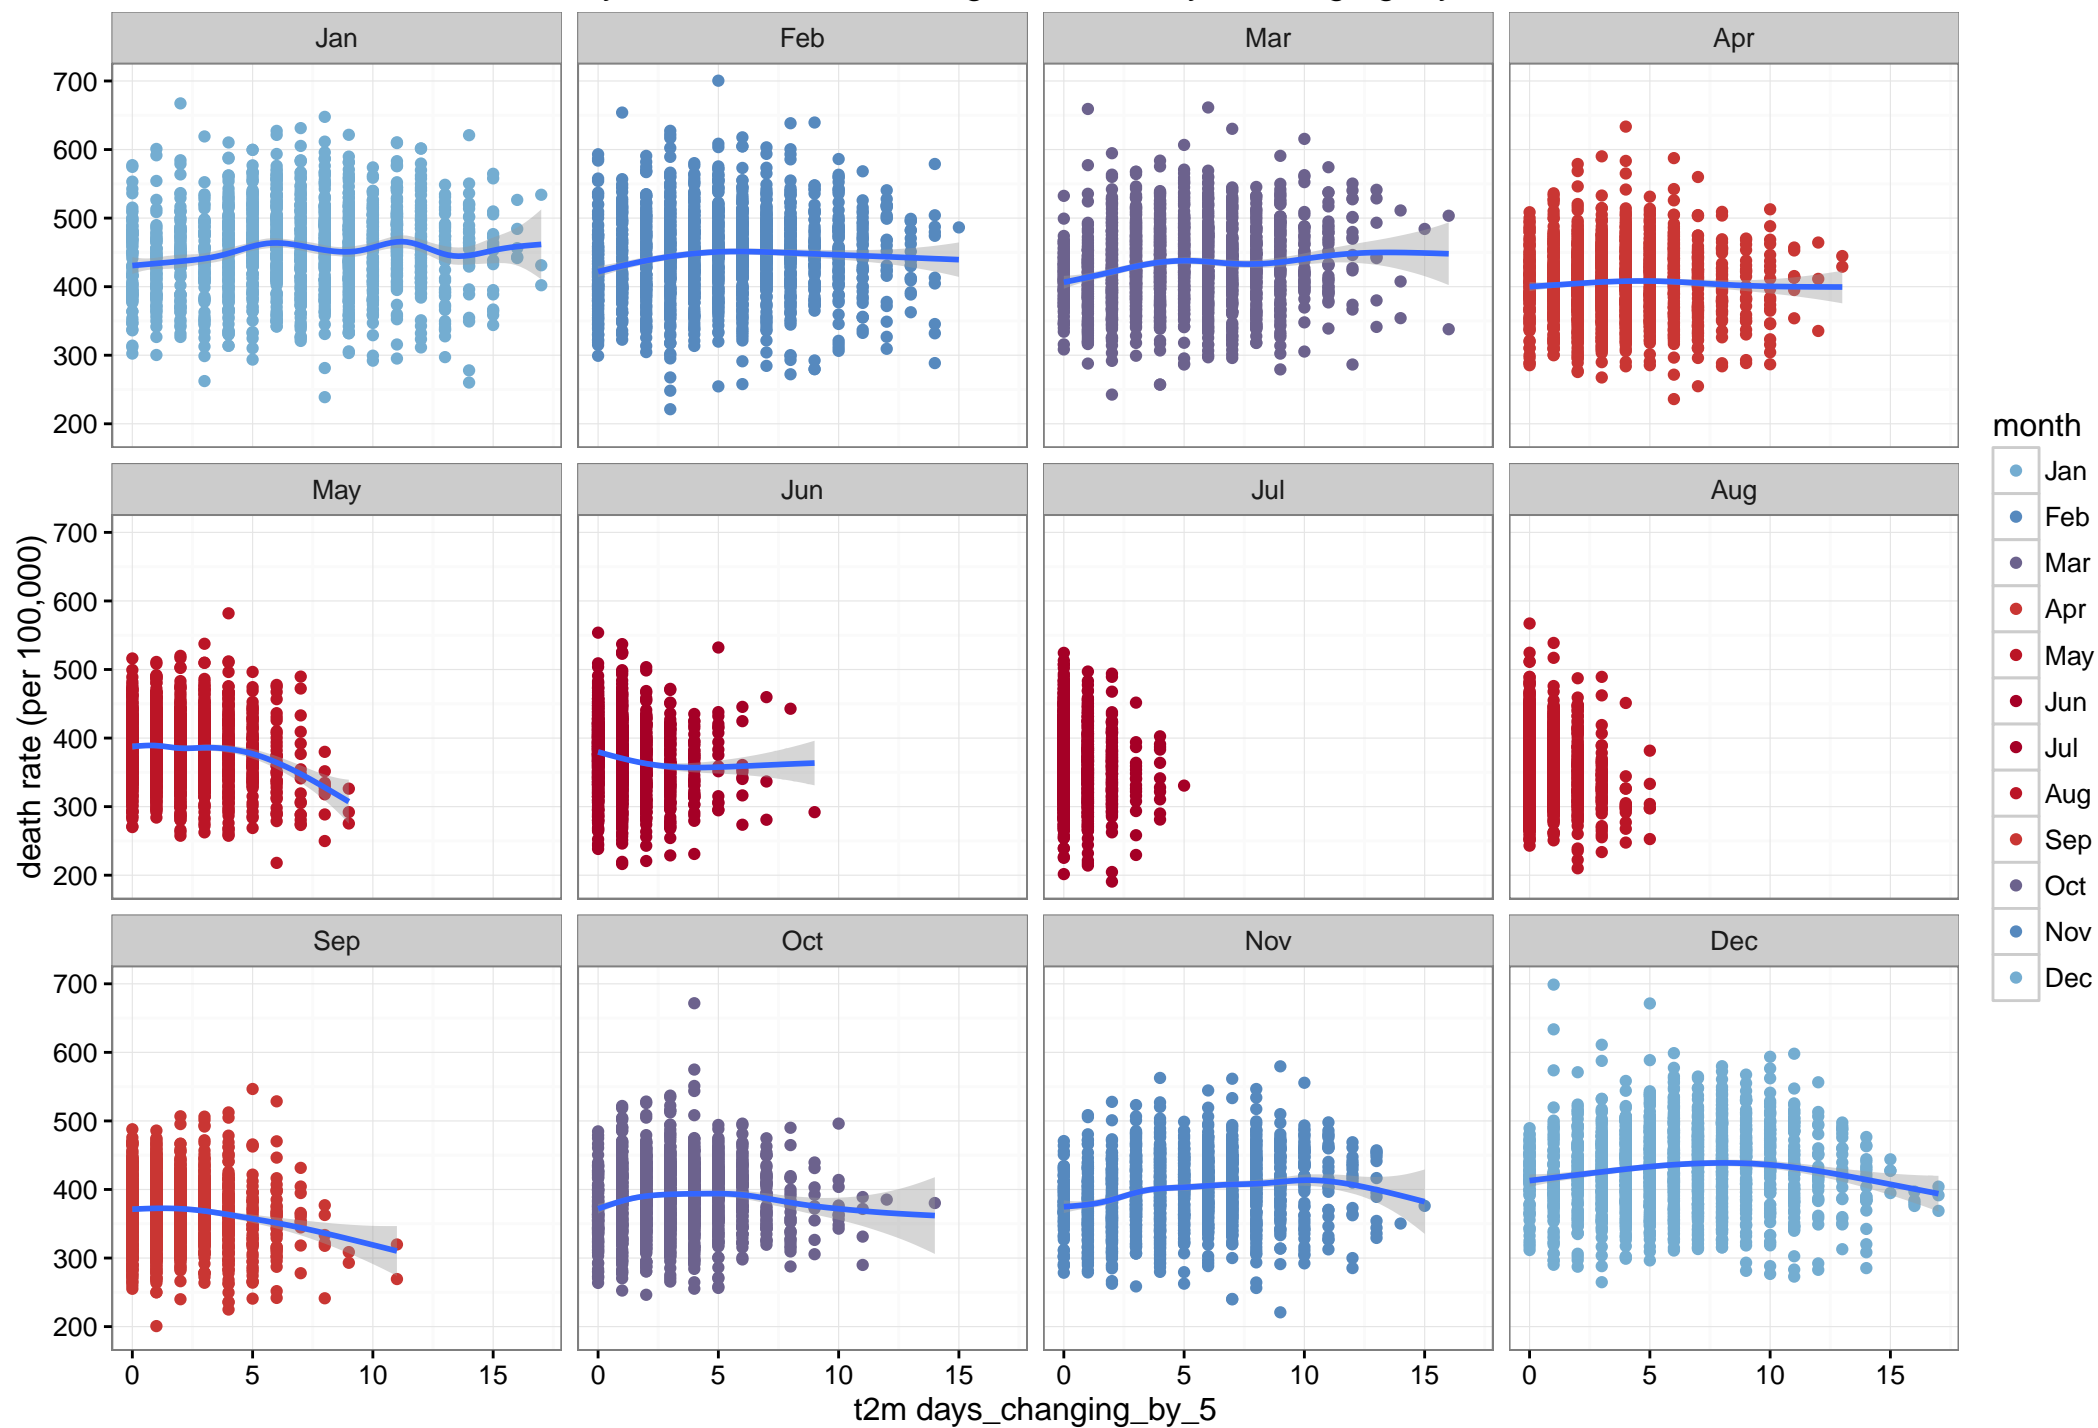 Jan Feb Mar Apr
700
600
500
400
300
200
May Jun Jul Aug
700
600
500
400
300
200
Sep Oct Nov Dec
700
600
500
400
300
200
0 5 10 15 0 5 10 15 0 5 10 15 0 5 10 15
t2m days_changing_by_5
death rate (per 100,000)
month
Jan
Feb
Mar
Apr
May
Jun
Jul
Aug
Sep
Oct
Nov
Dec